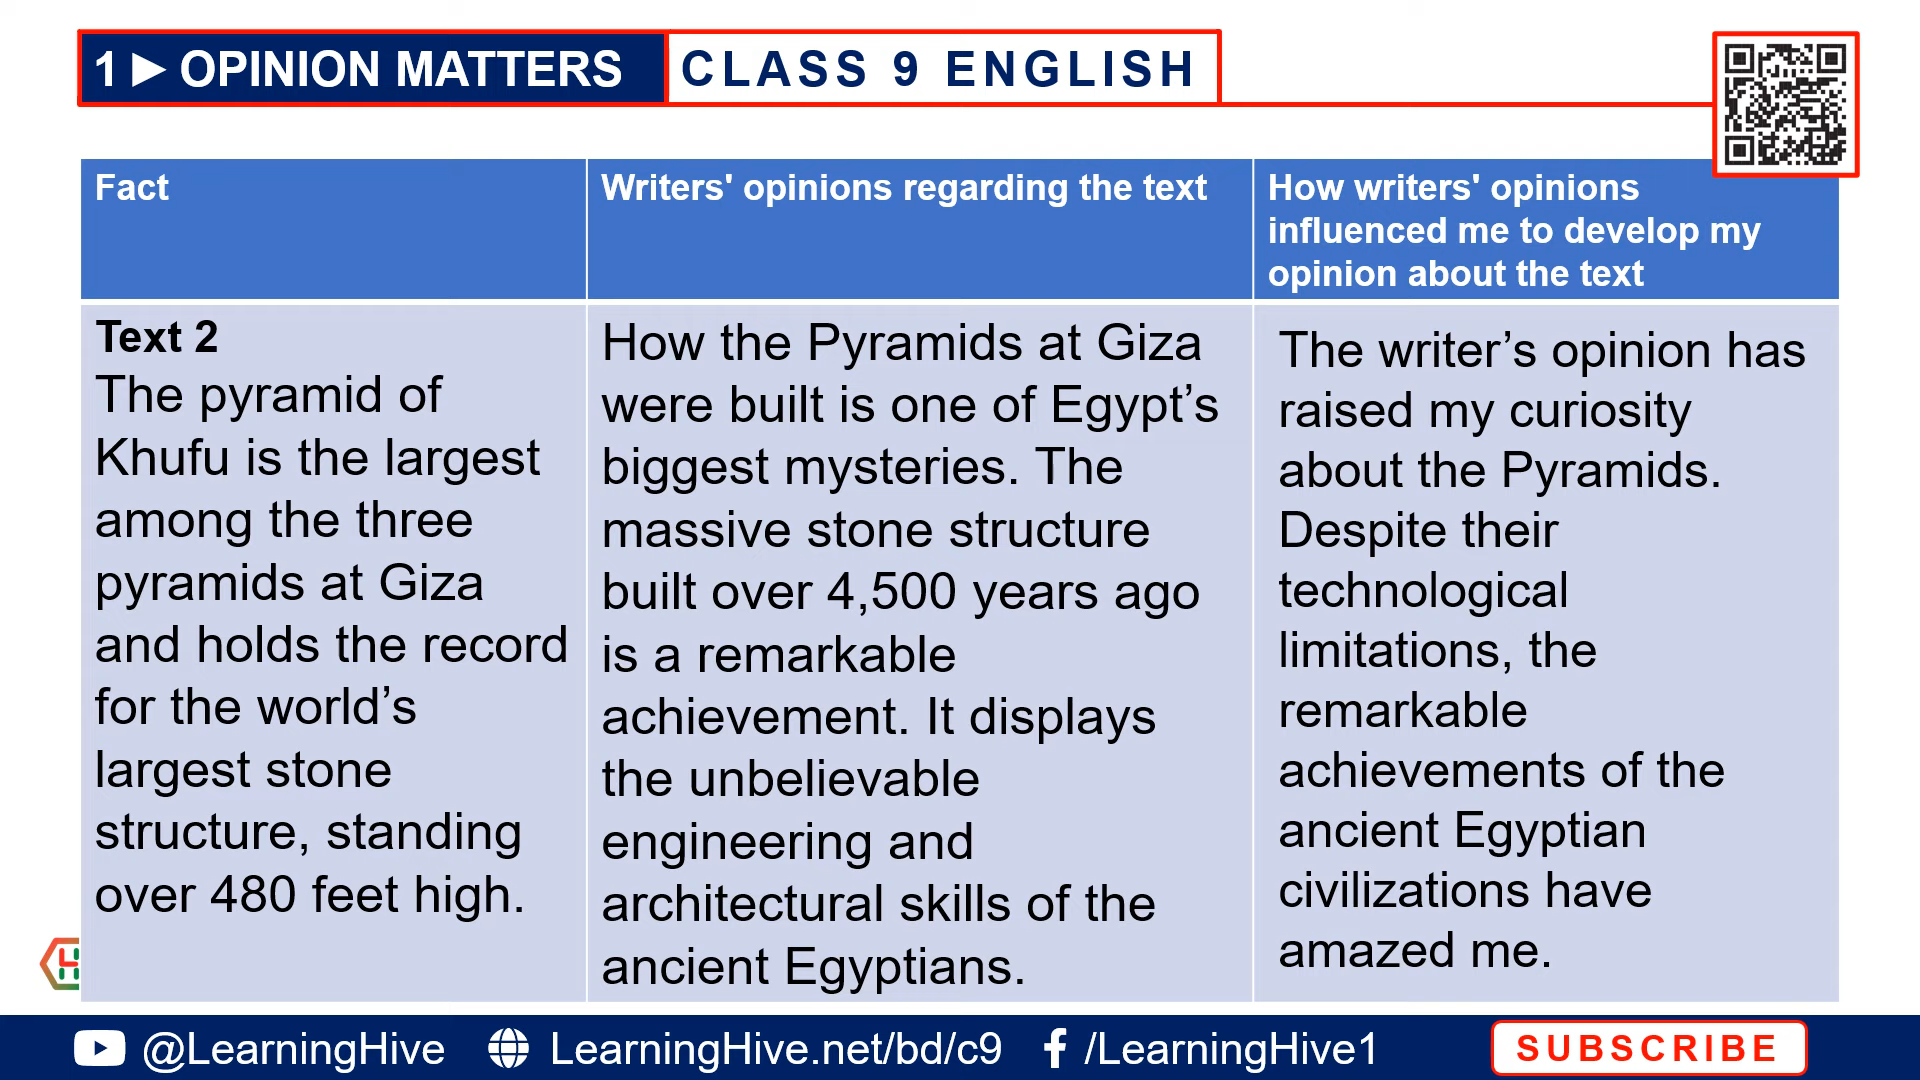 1 ► OPINION MATTERS
CLASS 9 ENGLISH
Fact
Writers' opinions regarding the text
How writers' opinions
influenced me to develop my
opinion about the text
Text 2
The pyramid of
Khufu is the largest
among the three
pyramids at Giza
and holds the record
for the world’s
largest stone
structure, standing
over 480 feet high.
How the Pyramids at Giza
were built is one of Egypt’s
biggest mysteries. The
massive stone structure
built over 4,500 years ago
is a remarkable
achievement. It displays
the unbelievable
engineering and
architectural skills of the
ancient Egyptians.
The writer’s opinion has
raised my curiosity
about the Pyramids.
Despite their
technological
limitations, the
remarkable
achievements of the
ancient Egyptian
civilizations have
amazed me.
@LearningHive
LearningHive.net/bd/c9
/LearningHive1
SUBSCRIBE